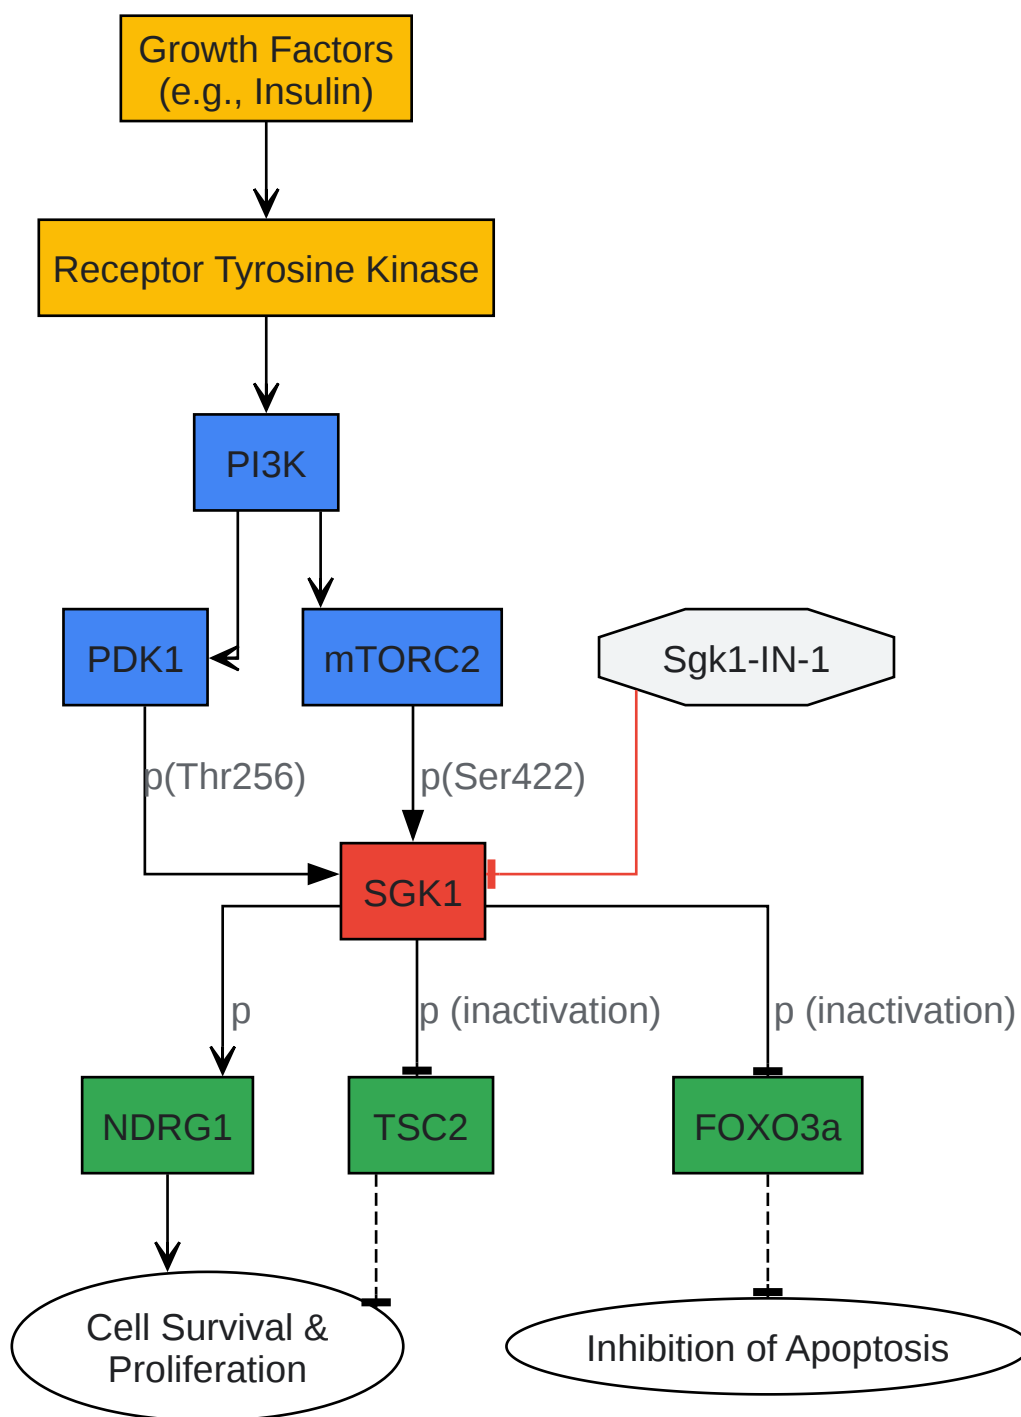 Growth Factors
(e.g., Insulin)
Receptor Tyrosine Kinase
PI3K
PDK1
mTORC2
Sgk1-IN-1
p(Thr256)
p(Ser422)
SGK1
p
p (inactivation)
p (inactivation)
NDRG1
TSC2
FOXO3a
Cell Survival &
Proliferation
Inhibition of Apoptosis